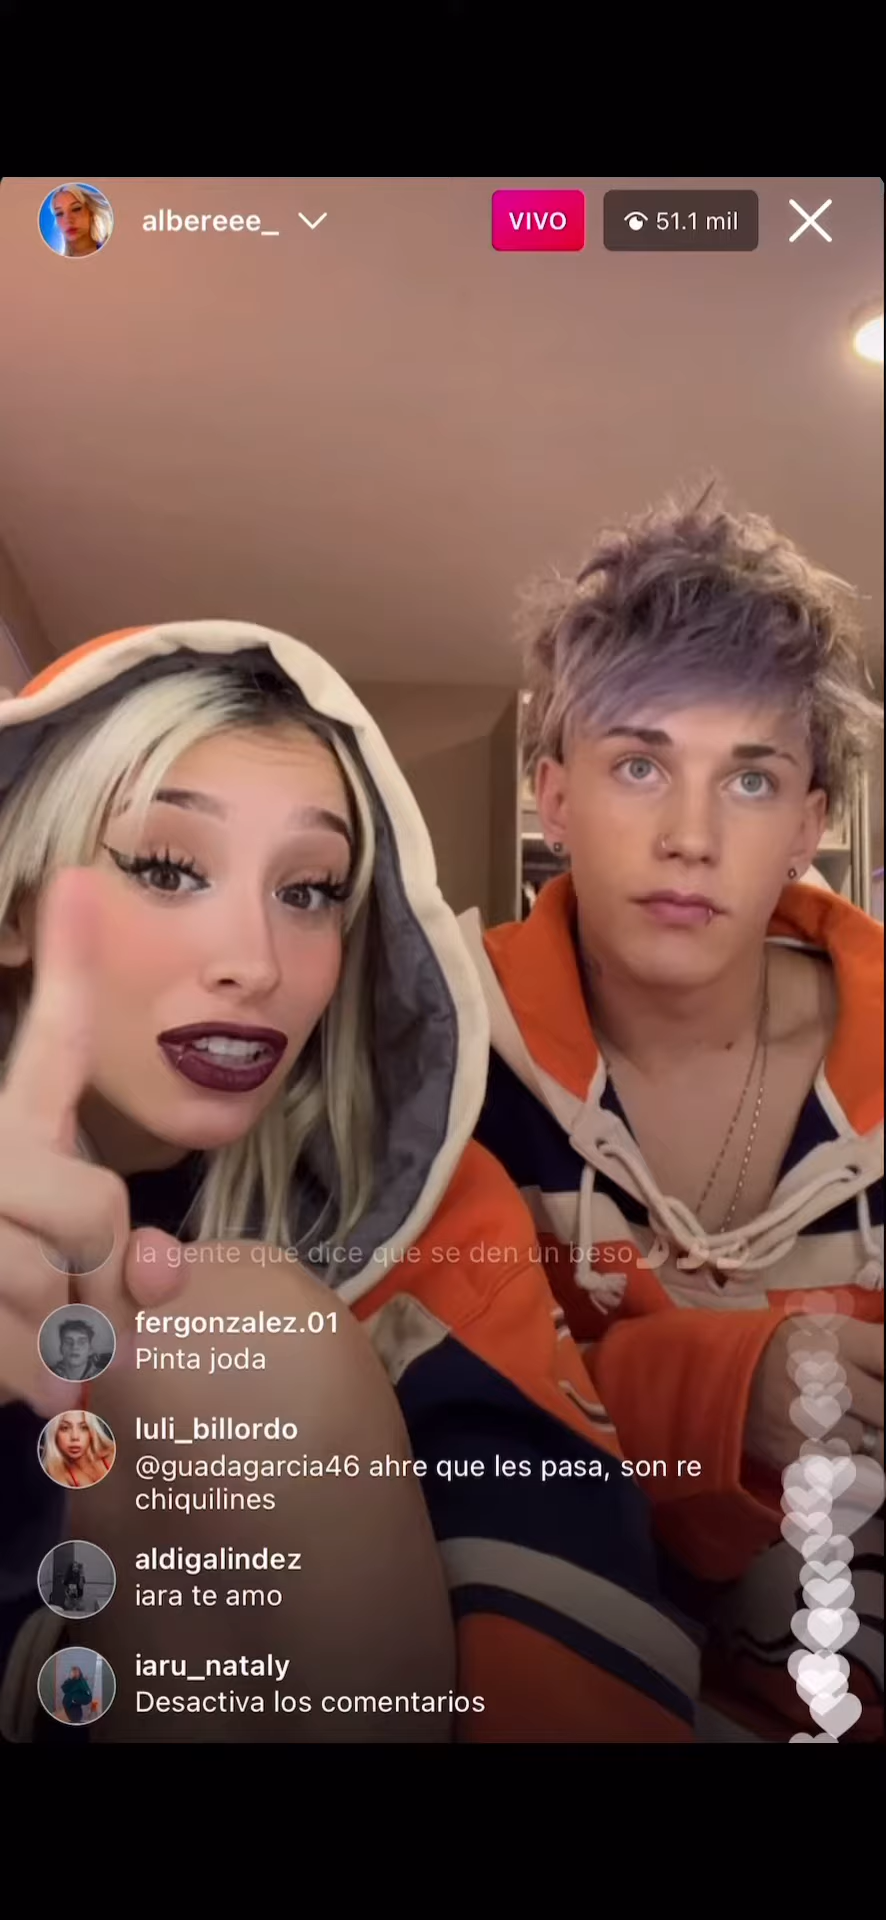 albereee_
VIVO
51.1 mil
la gente que dice que se den un beso
fergonzalez.01
Pinta joda
luli_billordo
@guadagarcia46 ahre que les pasa, son re
chiquilines
aldigalindez
iara te amo
iaru_nataly
Desactiva los comentarios